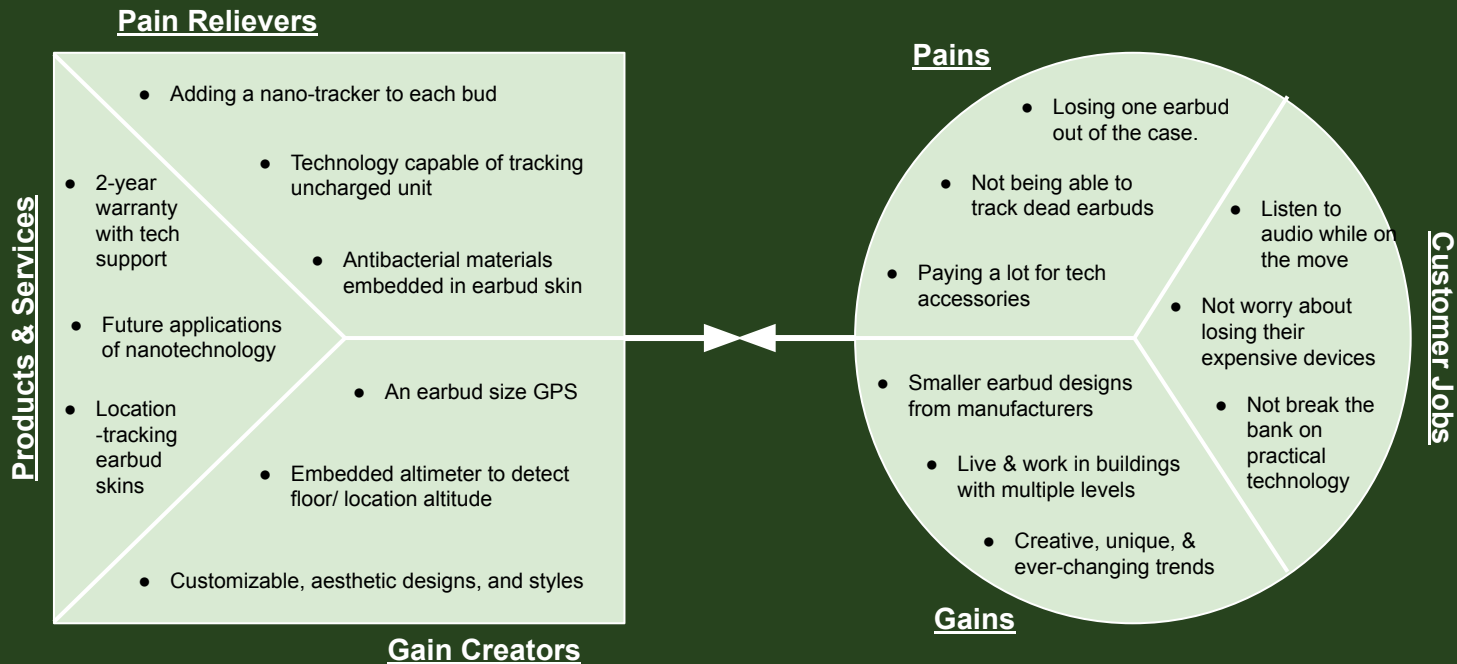 Pain Relievers
● Adding a nano-tracker to each bud
● Technology capable of tracking
uncharged unit
● Antibacterial materials
embedded in earbud skin
Products & Services
● 2-year
warranty
with tech
support
● Future applications
of nanotechnology
● Location
-tracking
earbud
skins
● An earbud size GPS
● Embedded altimeter to detect
floor/ location altitude
● Customizable, aesthetic designs, and styles
Gain Creators
Pains
● Losing one earbud
out of the case.
● Not being able to
track dead earbuds
● Paying a lot for tech
accessories
● Listen to
audio while on
the move
● Not worry about
losing their
expensive devices
● Not break the
bank on
practical
technology
Customer Jobs
● Smaller earbud designs
from manufacturers
● Live & work in buildings
with multiple levels
● Creative, unique, &
ever-changing trends
Gains